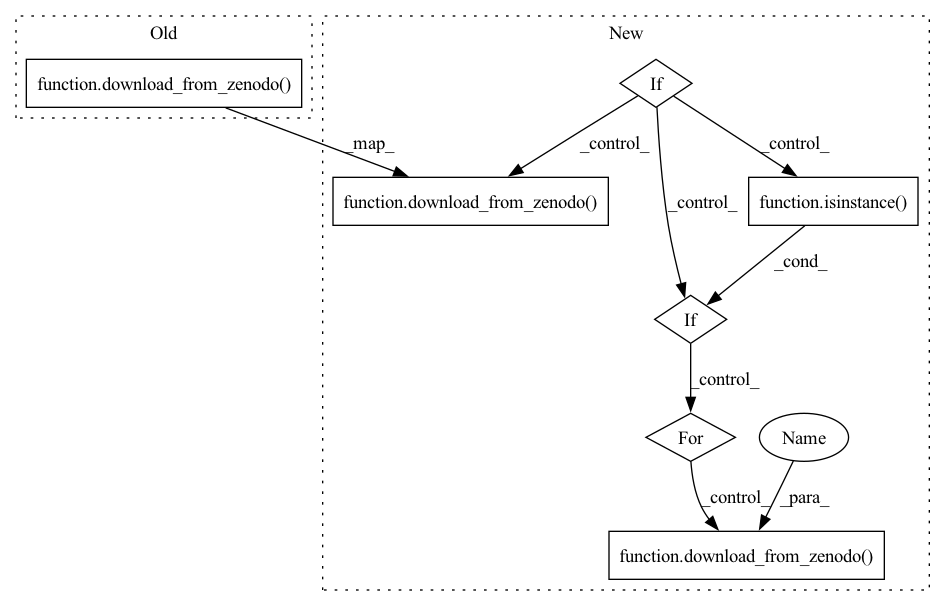 Old
New
function.download_from_zenodo()
If
_map_
_control_
_control_
function.download_from_zenodo()
_control_
function.isinstance()
_cond_
If
_control_
For
Name
_control_
_para_
function.download_from_zenodo()